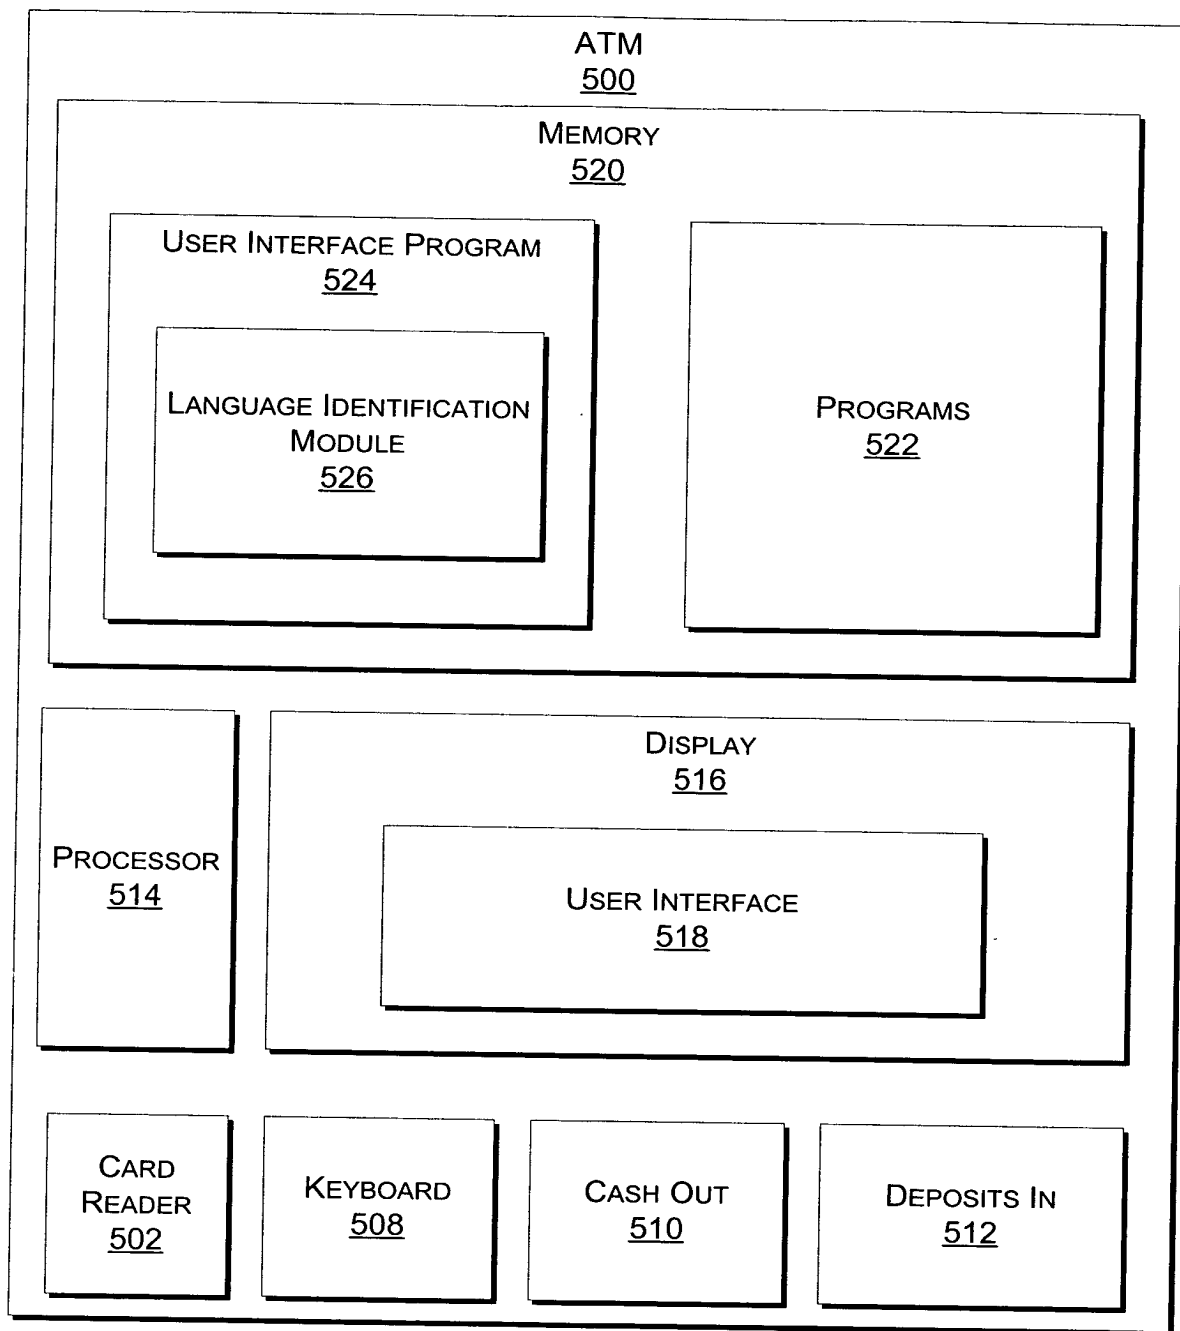 ATM
500
MEMORY
520
USER INTERFACE PROGRAM
524
LANGUAGE IDENTIFICATION
MODULE
526
PROGRAMS
522
PROCESSOR
514
DISPLAY
516
USER INTERFACE
518
CARD
READER
502
KEYBOARD
508
CASH OUT
510
DEPOSITS IN
512